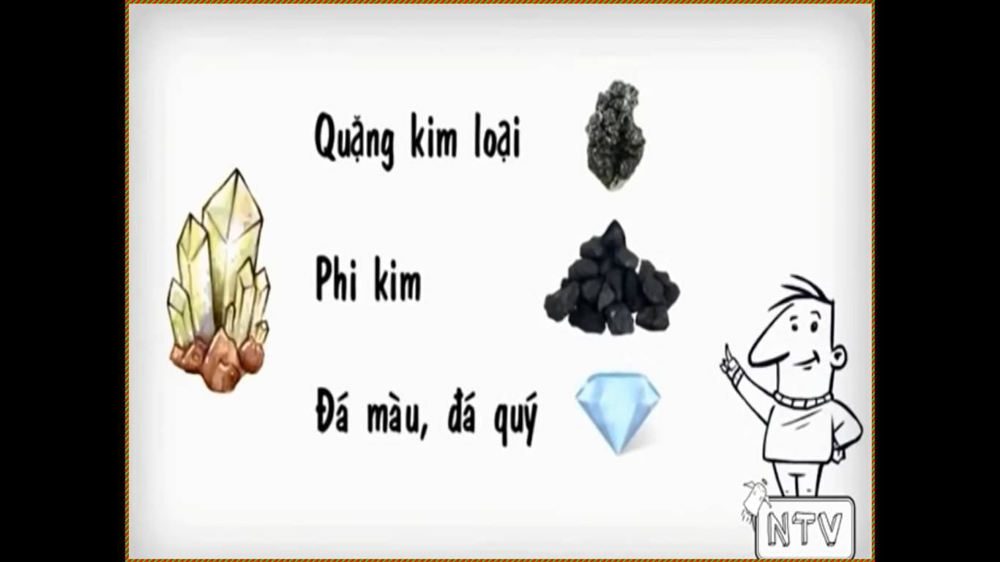 Quặng kim loại
Phi kim
Đá màu, đá quý
NTV